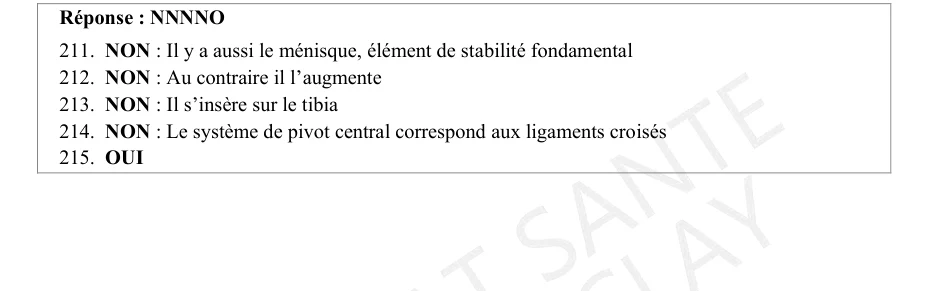 Réponse : NNNNO
211. NON : Il y a aussi le ménisque, élément de stabilité fondamental
212. NON : Au contraire il l’augmente
213. NON : Il s’insère sur le tibia
214. NON : Le système de pivot central correspond aux ligaments croisés
215. OUI
SANTE